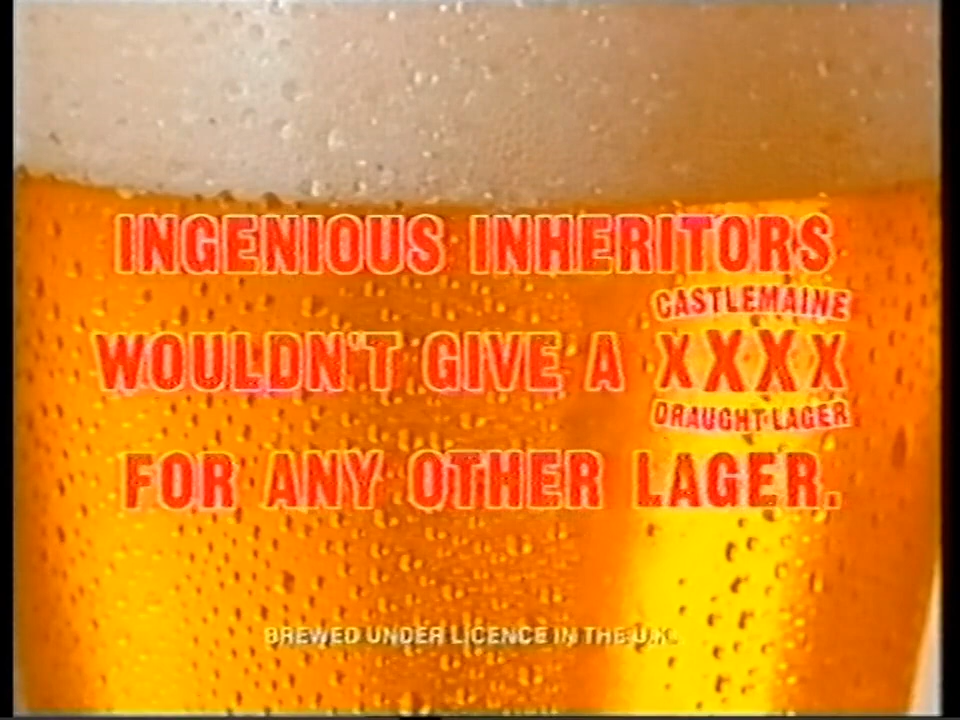 INGENIOUS INHERITORS
CASTLEMAINE
WOULDN'T GIVE A XXXX
DRAUGHT LAGER
FOR ANY OTHER LAGER.
BREWED UNDER LICENCE IN THE U.K.